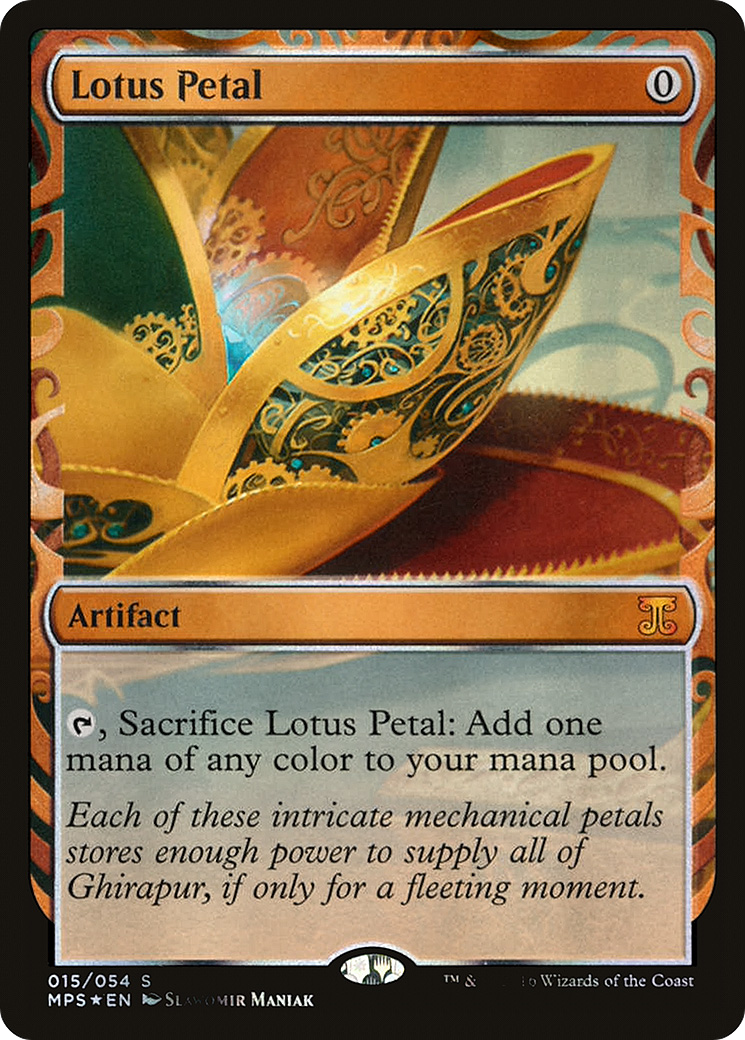 Lotus Petal
0
Artifact
, Sacrifice Lotus Petal: Add one
mana of any color to your mana pool.
Each of these intricate mechanical petals
stores enough power to supply all of
Ghirapur, if only for a fleeting moment.
015/054 S
MPS★EN MANIAK
™ & Wizards of the Coast